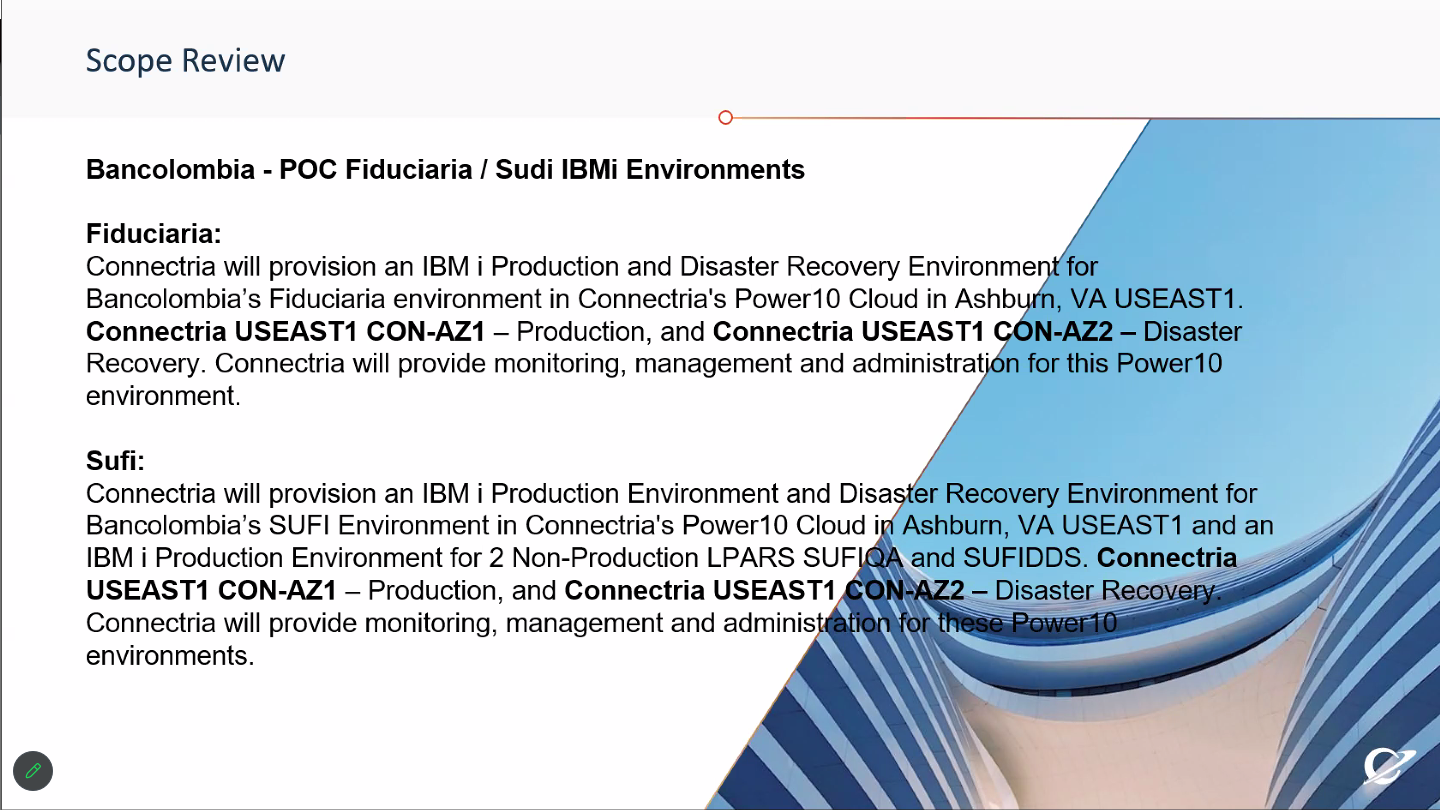 Scope Review
Bancolombia - POC Fiduciaria / Sudi IBMi Environments
Fiduciaria:
Connectria will provision an IBM i Production and Disaster Recovery Environment for
Bancolombia’s Fiduciaria environment in Connectria's Power10 Cloud in Ashburn, VA USEAST1.
Connectria USEAST1 CON-AZ1 – Production, and Connectria USEAST1 CON-AZ2 – Disaster
Recovery. Connectria will provide monitoring, management and administration for this Power10
environment.
Sufi:
Connectria will provision an IBM i Production Environment and Disaster Recovery Environment for
Bancolombia’s SUFI Environment in Connectria's Power10 Cloud in Ashburn, VA USEAST1 and an
IBM i Production Environment for 2 Non-Production LPARS SUFIQA and SUFIDDS. Connectria
USEAST1 CON-AZ1 – Production, and Connectria USEAST1 CON-AZ2 – Disaster Recovery.
Connectria will provide monitoring, management and administration for these Power10
environments.